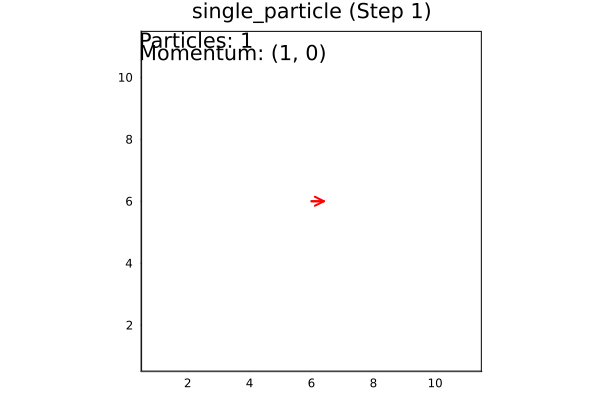 single_particle (Step 1)
Particles: 1
Momentum: (1, 0)
10
8
6
4
2
2 4 6 8 10